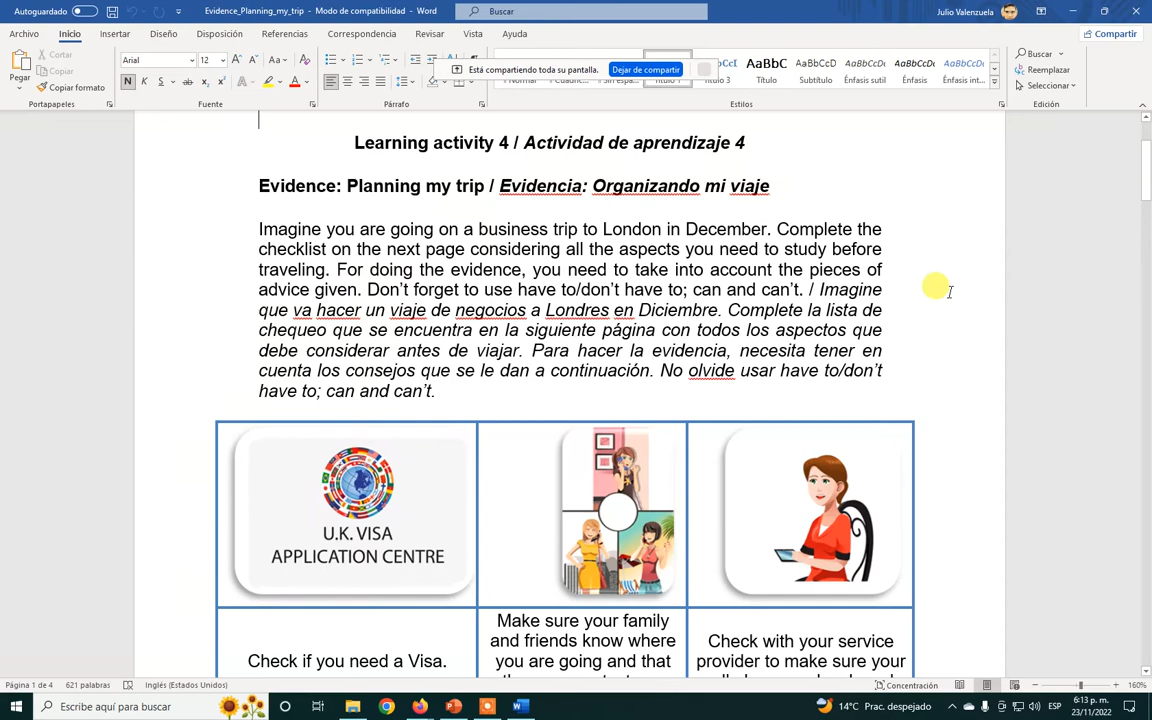 Autoguardado
Evidence_Planning_my_trip - Modo de compatibilidad - Word
Buscar
Julio Valenzuela
Archivo Inicio Insertar Diseño Disposición Referencias Correspondencia Revisar Vista Ayuda
Compartir
Pegar
Cortar
Copiar
Copiar formato
Portapapeles
Arial 12
N K S ab x₂ x²
Fuente
Párrafo
Está compartiendo toda su pantalla. Dejar de compartir
Título Subtítulo Énfasis sutil Énfasis Énfasis int...
Estilos
Buscar
Reemplazar
Seleccionar
Edición
Learning activity 4 / Actividad de aprendizaje 4
Evidence: Planning my trip / Evidencia: Organizando mi viaje
Imagine you are going on a business trip to London in December. Complete the
checklist on the next page considering all the aspects you need to study before
traveling. For doing the evidence, you need to take into account the pieces of
advice given. Don’t forget to use have to/don’t have to; can and can’t. / Imagine
que va hacer un viaje de negocios a Londres en Diciembre. Complete la lista de
chequeo que se encuentra en la siguiente página con todos los aspectos que
debe considerar antes de viajar. Para hacer la evidencia, necesita tener en
cuenta los consejos que se le dan a continuación. No olvide usar have to/don’t
have to; can and can’t.
U.K. VISA
APPLICATION CENTRE
Check if you need a Visa.
Make sure your family
and friends know where
you are going and that
Check with your service
provider to make sure your
Página 1 de 4 621 palabras Inglés (Estados Unidos)
Concentración
160%
Escribe aquí para buscar
14°C Prac. despejado
ESP
6:13 p. m.
23/11/2022